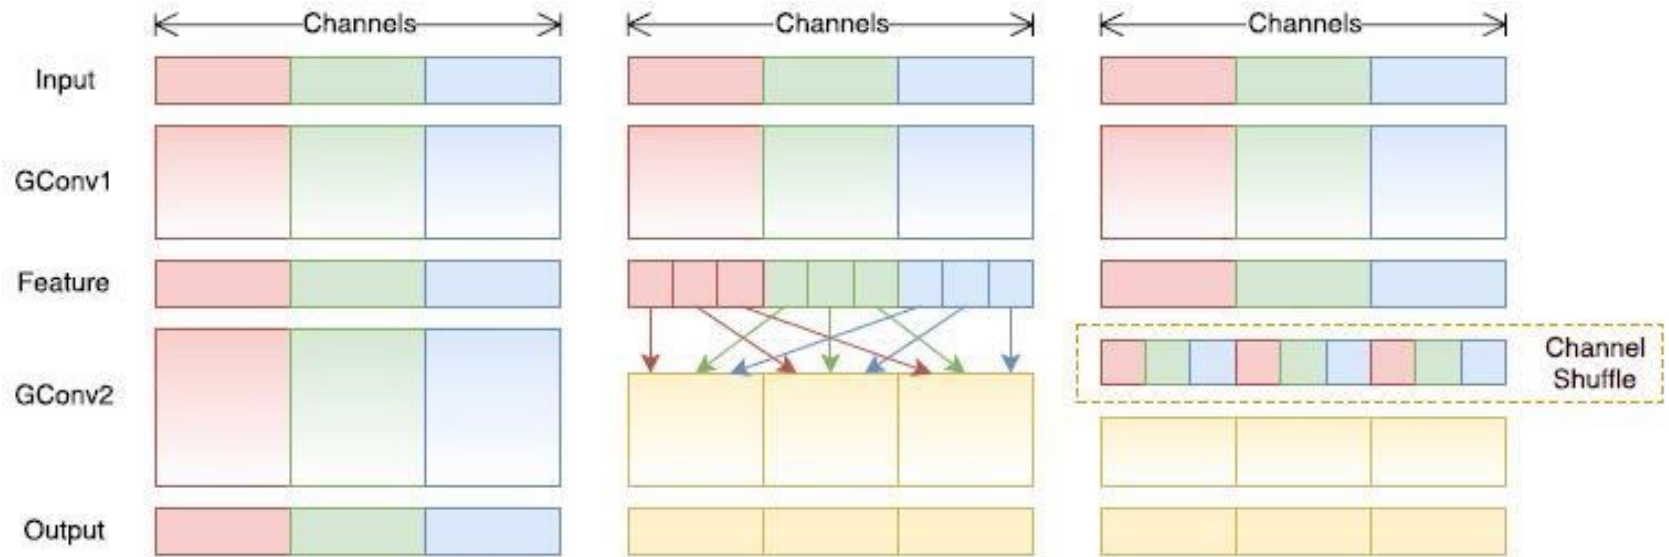 Channels
Channels
Channels
Input
GConv1
Feature
Channel
Shuffle
GConv2
Output